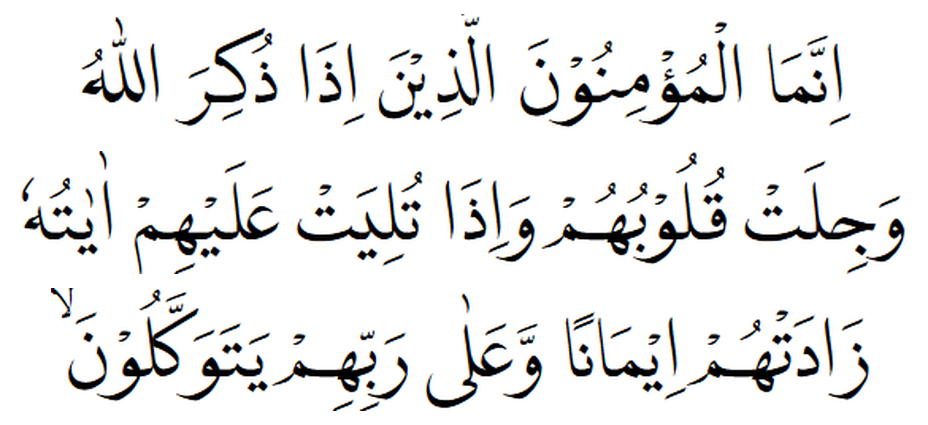 اِنَّمَا الْمُؤْمِنُوْنَ الَّذِيْنَ اِذَا ذُكِرَ اللّٰهُ
وَجِلَتْ قُلُوْبُهُمْ وَاِذَا تُلِيَتْ عَلَيْهِمْ اٰيٰتُهٗ
زَادَتْهُمْ اِيْمَانًا وَّعَلٰى رَبِّهِمْ يَتَوَكَّلُوْنَۙ